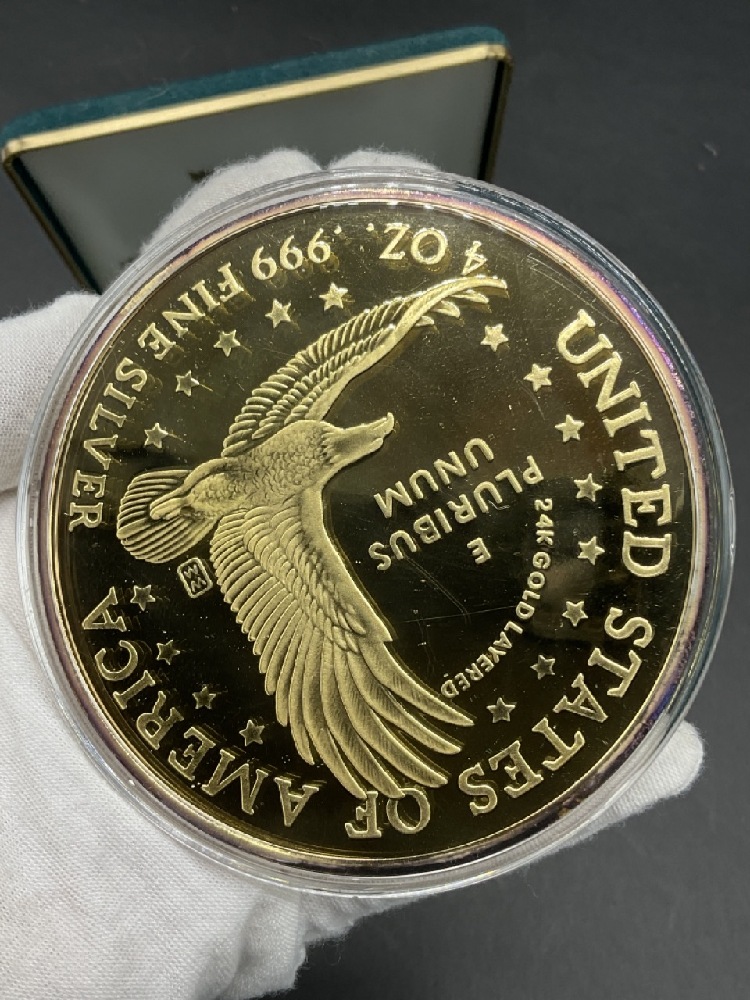 UNITED STATES OF AMERICA
4 OZ. .999 FINE SILVER
E
PLURIBUS
UNUM
24K GOLD LAYERED